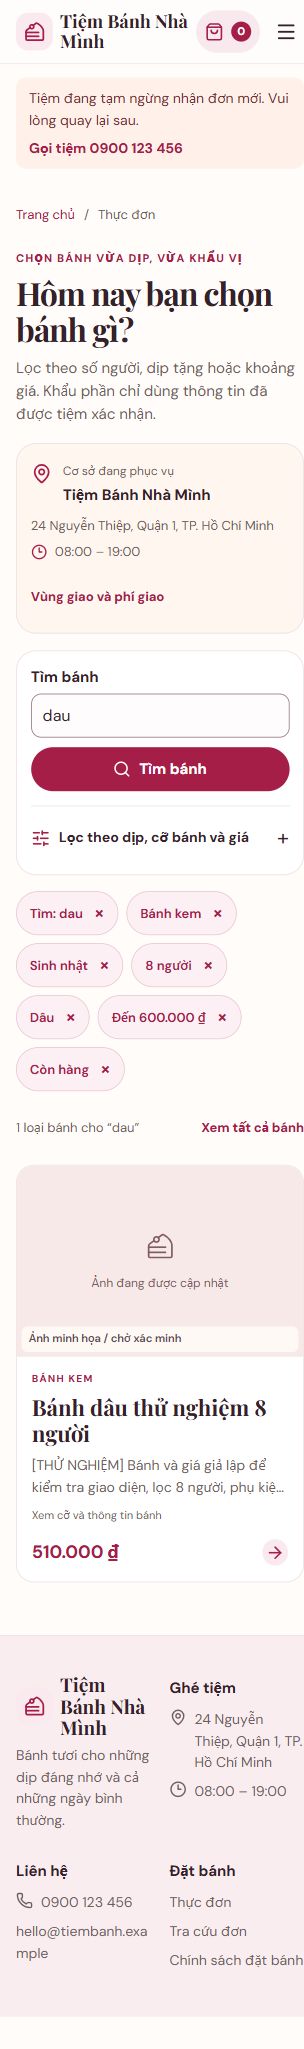 Tiệm Bánh Nhà
Mình
0
Tiệm đang tạm ngừng nhận đơn mới. Vui
lòng quay lại sau.
Gọi tiệm 0900 123 456
Trang chủ / Thực đơn
CHỌN BÁNH VỪA DỊP, VỪA KHẨU VỊ
Hôm nay bạn chọn
bánh gì?
Lọc theo số người, dịp tặng hoặc khoảng
giá. Khẩu phần chỉ dùng thông tin đã
được tiệm xác nhận.
Cơ sở đang phục vụ
Tiệm Bánh Nhà Mình
24 Nguyễn Thiệp, Quận 1, TP. Hồ Chí Minh
08:00 – 19:00
Vùng giao và phí giao
Tìm bánh
dau
Tìm bánh
Lọc theo dịp, cỡ bánh và giá +
Tìm: dau × Bánh kem ×
Sinh nhật × 8 người ×
Dâu × Đến 600.000 ₫ ×
Còn hàng ×
1 loại bánh cho “dau” Xem tất cả bánh
Ảnh đang được cập nhật
Ảnh minh họa / chờ xác minh
BÁNH KEM
Bánh dâu thử nghiệm 8
người
[THỬ NGHIỆM] Bánh và giá giả lập để
kiểm tra giao diện, lọc 8 người, phụ kiệ...
Xem cỡ và thông tin bánh
510.000 ₫
Tiệm
Bánh Nhà
Mình
Bánh tươi cho những
dịp đáng nhớ và cả
những ngày bình
thường.
Ghé tiệm
24 Nguyễn
Thiệp, Quận 1, TP.
Hồ Chí Minh
08:00 – 19:00
Liên hệ
0900 123 456
hello@tiembanh.exa
mple
Đặt bánh
Thực đơn
Tra cứu đơn
Chính sách đặt bánh